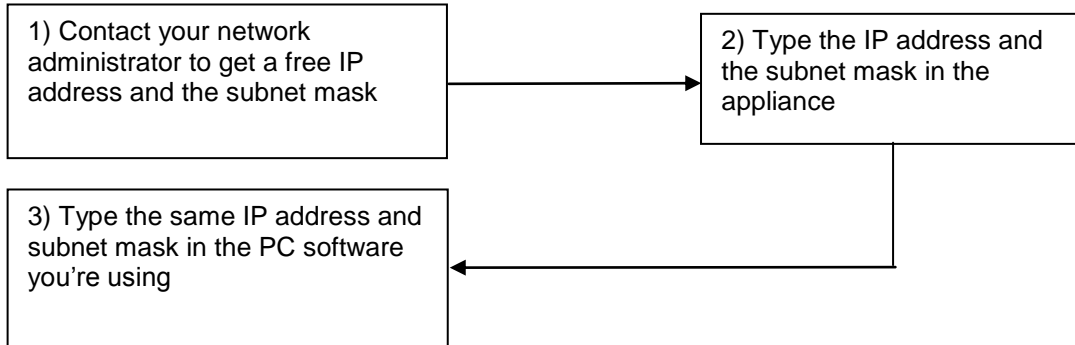 1) Contact your network
administrator to get a free IP
address and the subnet mask
2) Type the IP address and
the subnet mask in the
appliance
3) Type the same IP address and
subnet mask in the PC software
you’re using